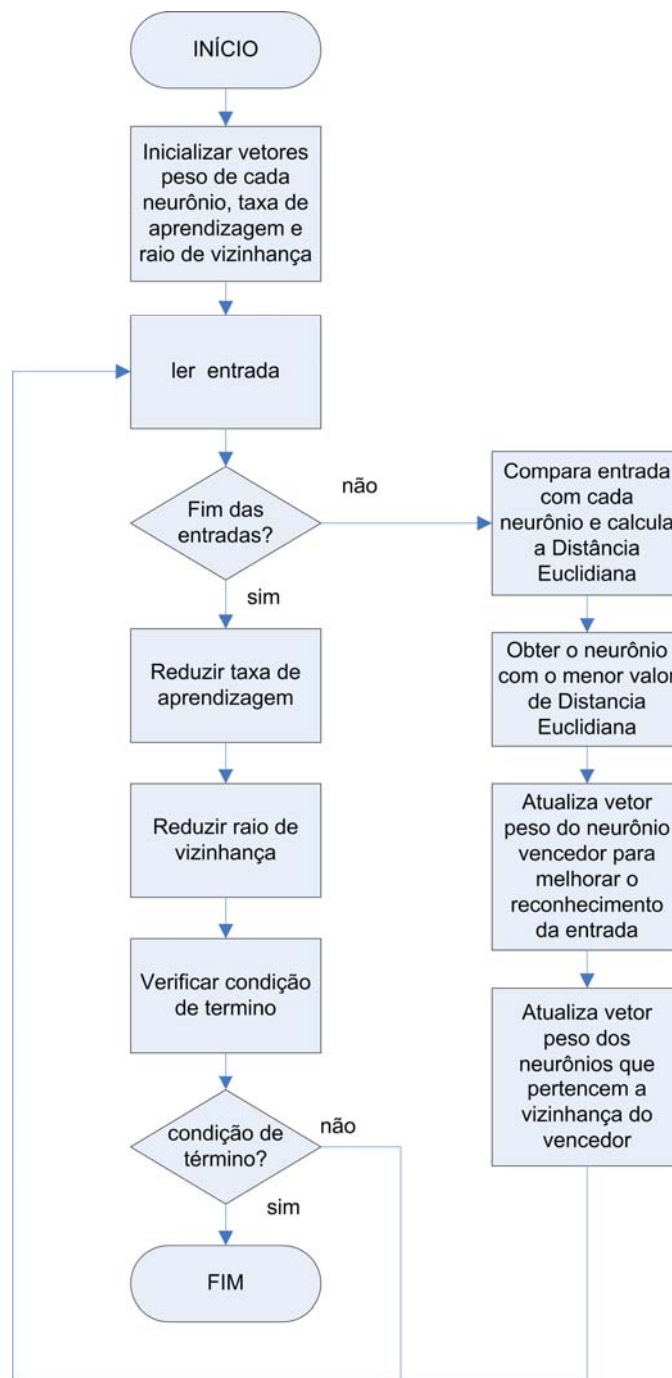 INÍCIO
Inicializar vetores
peso de cada
neurônio, taxa de
aprendizagem e
raio de vizinhança
ler entrada
Fim das
entradas?
não
sim
Compara entrada
com cada
neurônio e calcula
a Distância
Euclidiana
Obter o neurônio
com o menor valor
de Distancia
Euclidiana
Atualiza vetor
peso do neurônio
vencedor para
melhorar o
reconhecimento
da entrada
Atualiza vetor
peso dos
neurônios que
pertencem a
vizinhança do
vencedor
Reduzir taxa de
aprendizagem
Reduzir raio de
vizinhança
Verificar condição
de termino
condição de
término?
não
sim
FIM